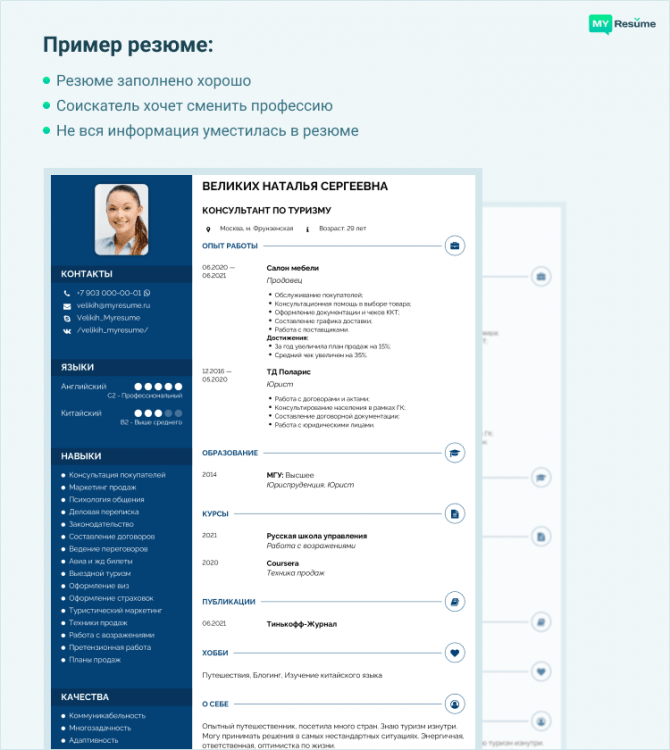 MY Resume
Пример резюме:
Резюме заполнено хорошо
Соискатель хочет сменить профессию
Не вся информация уместилась в резюме
ВЕЛИКИХ НАТАЛЬЯ СЕРГЕЕВНА
КОНСУЛЬТАНТ ПО ТУРИЗМУ
Москва, м. Фрунзенская Возраст: 29 лет
КОНТАКТЫ
+7 903 000-00-01
velikih@myresume.ru
Velikih_Myresume
/velikih_myresume/
ЯЗЫКИ
Английский
C2 - Профессиональный
Китайский
B2 - Выше среднего
НАВЫКИ
Консультация покупателей
Маркетинг продаж
Психология общения
Деловая переписка
Законодательство
Составление договоров
Ведение переговоров
Авиа и жд билеты
Выездной туризм
Оформление виз
Оформление страховок
Туристический маркетинг
Техники продаж
Работа с возражениями
Претензионная работа
Планы продаж
КАЧЕСТВА
Коммуникабельность
Многозадачность
Адаптивность
ОПЫТ РАБОТЫ
06.2020 —
06.2021
Салон мебели
Продавец
Обслуживание покупателей;
Консультационная помощь в выборе товара;
Оформление документации и чеков ККТ;
Составление графика доставки;
Работа с поставщиками.
Достижения:
За год увеличила план продаж на 15%;
Средний чек увеличен на 35%.
12.2016 —
05.2020
ТД Поларис
Юрист
Работа с договорами и актами;
Консультирование населения в рамках ГК;
Составление договорной документации;
Работа с юридическими лицами.
ОБРАЗОВАНИЕ
2014
МГУ: Высшее
Юриспруденция. Юрист
КУРСЫ
2021
Русская школа управления
Работа с возражениями
2020
Coursera
Техника продаж
ПУБЛИКАЦИИ
06.2021
Тинькофф-Журнал
ХОББИ
Путешествия, Блогинг, Изучение китайского языка
О СЕБЕ
Опытный путешественник, посетила много стран. Знаю туризм изнутри.
Могу принимать решения в самых нестандартных ситуациях. Энергичная,
ответственная, оптимистка по жизни.